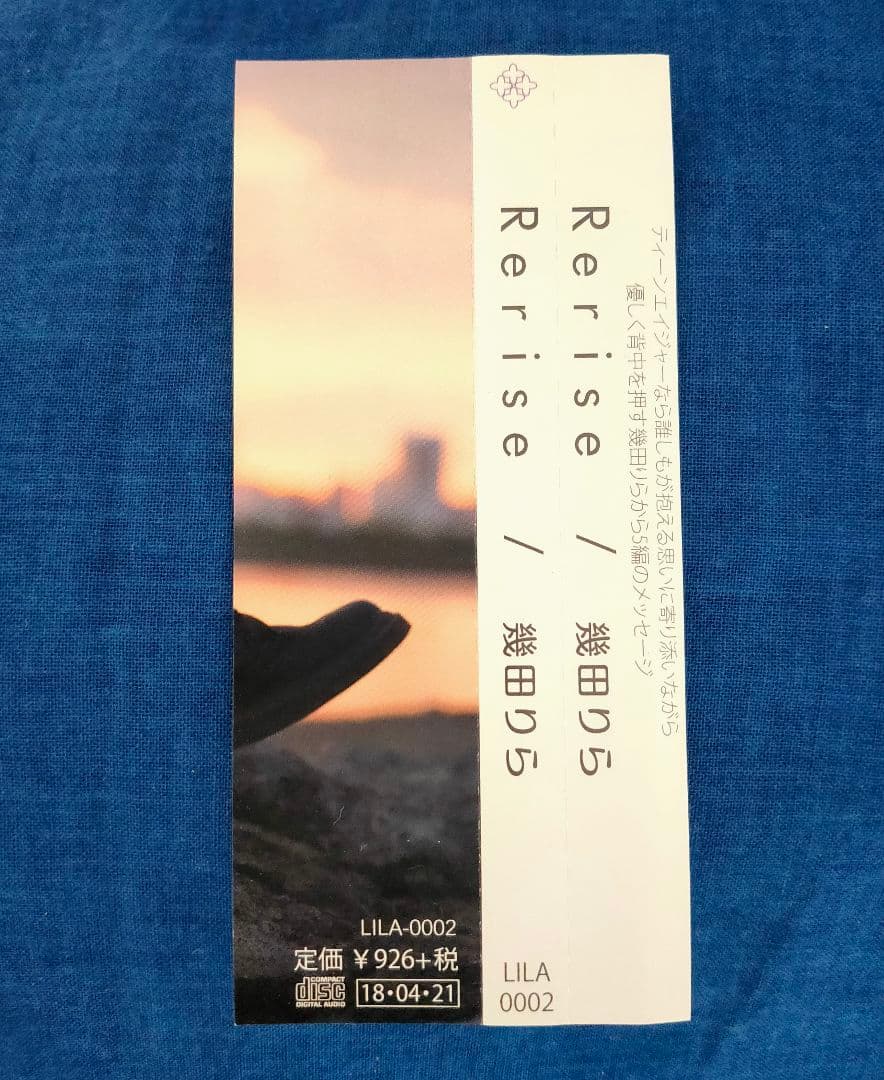 ティーンエイジャーなら誰しもが抱える思いに寄り添いながら
優しく背中を押す幾田りらから5編のメッセージ
Rerise / 幾田りら
Rerise / 幾田りら
LILA
0002
LILA-0002
定価 ¥926+税
COMPACT
disc
DIGITAL AUDIO
18・04・21